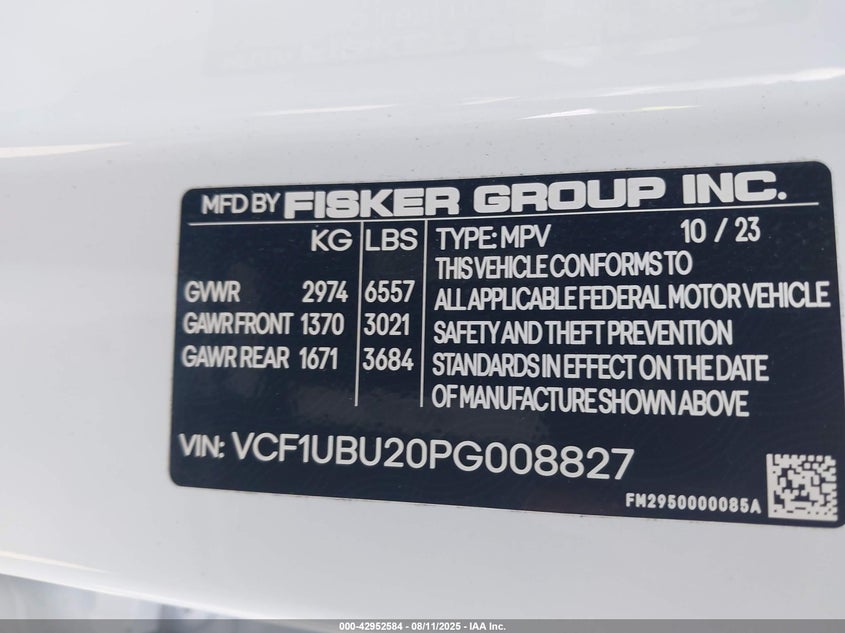 MFD BY FISKER GROUP INC.
KG LBS TYPE: MPV 10 / 23
THIS VEHICLE CONFORMS TO
GVWR 2974 6557 ALL APPLICABLE FEDERAL MOTOR VEHICLE
GAWR FRONT 1370 3021 SAFETY AND THEFT PREVENTION
GAWR REAR 1671 3684 STANDARDS IN EFFECT ON THE DATE
OF MANUFACTURE SHOWN ABOVE
VIN: VCF1UBU20PG008827
FM2950000085A
000-42952584 - 08/11/2025 - IAA Inc.